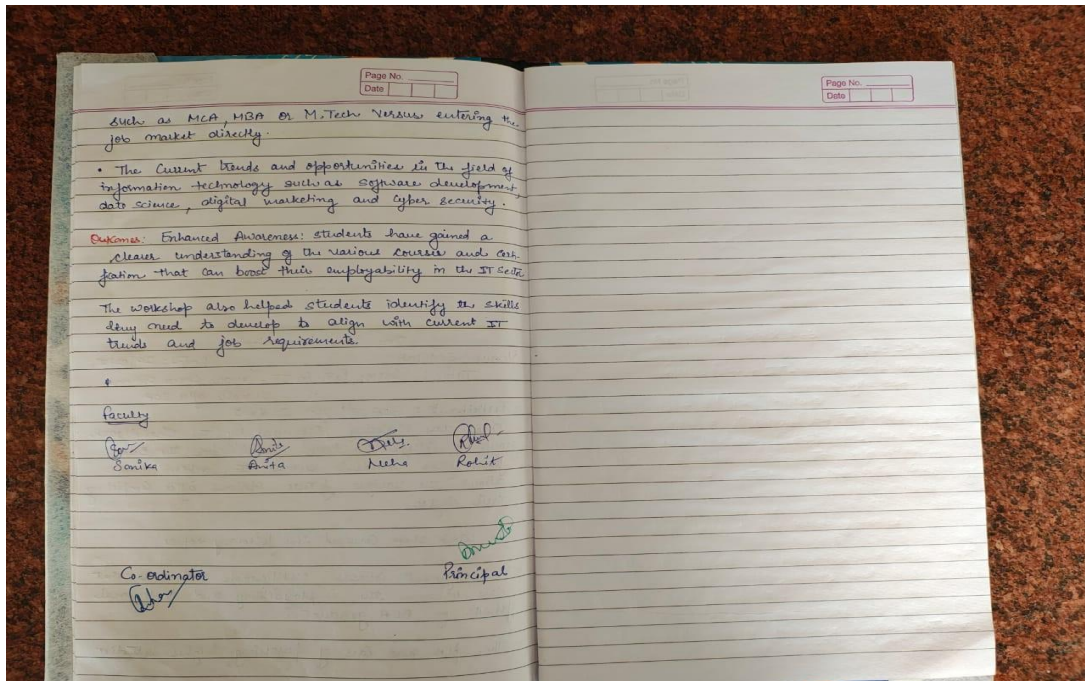 Page No.
Date
such as MCA, MBA or M.Tech Versus entering the
job market directly.
• The Current trends and opportunities in the field of
information technology such as software development,
data science, digital marketing and Cyber security.
Outcomes: Enhanced Awareness: students have gained a
clearer understanding of the various courses and certi-
fication that can boost their employability in the IT Sector
The workshop also helped students identify the skills
they need to develop to align with current IT
trends and job requirements.
Faculty
Sonika Anita Neha Rohit
Co-ordinator Principal
Page No.
Date